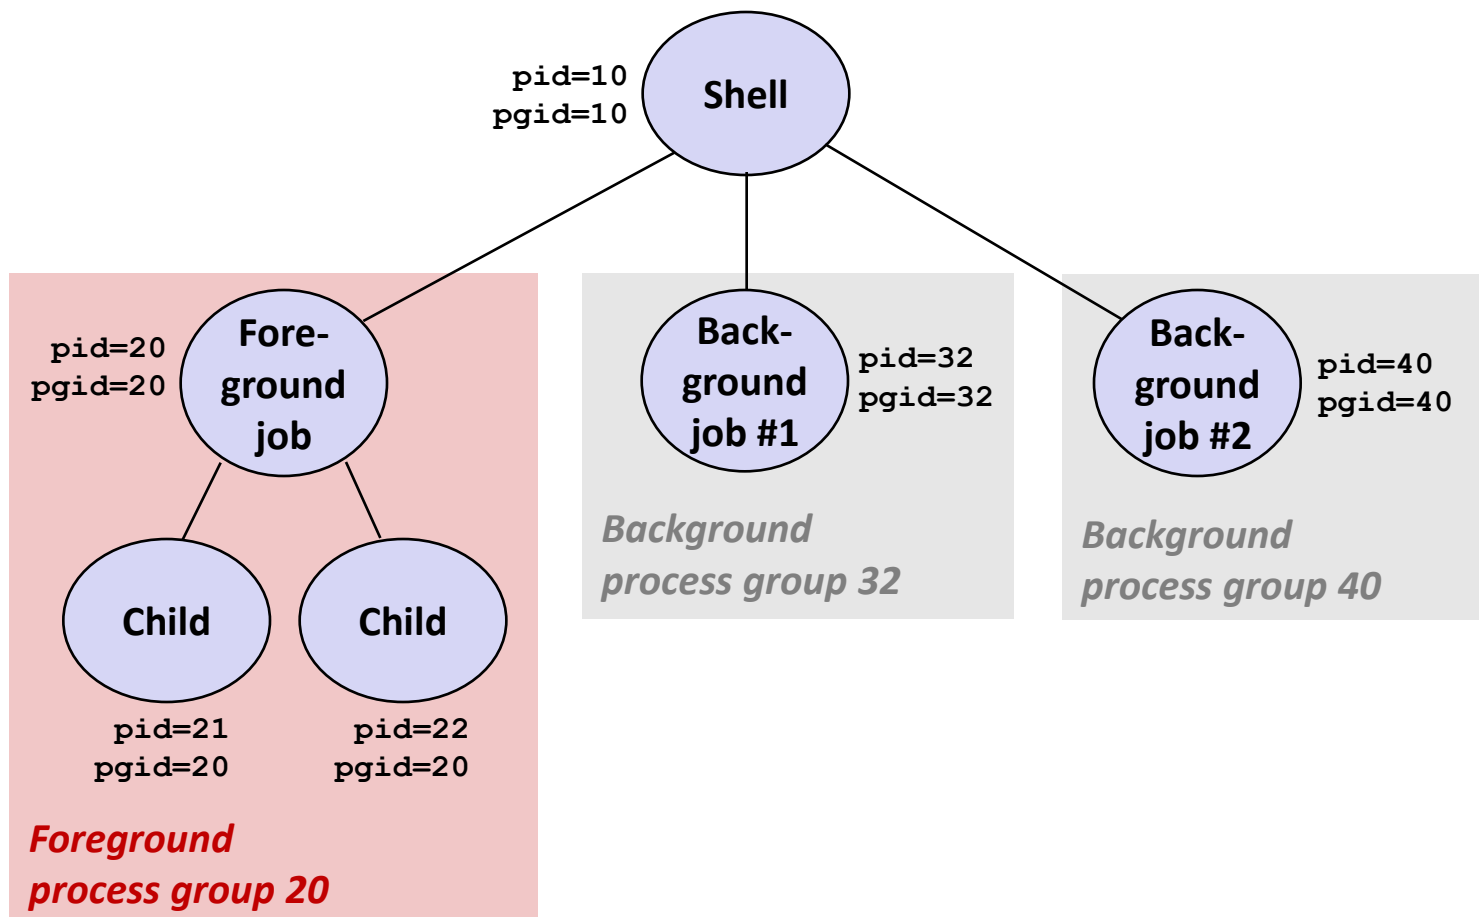 pid=10
pgid=10
Shell
pid=20
pgid=20
Fore-
ground
job
Back-
ground
job #1
pid=32
pgid=32
Back-
ground
job #2
pid=40
pgid=40
Background
process group 32
Background
process group 40
Child
Child
pid=21
pgid=20
pid=22
pgid=20
Foreground
process group 20